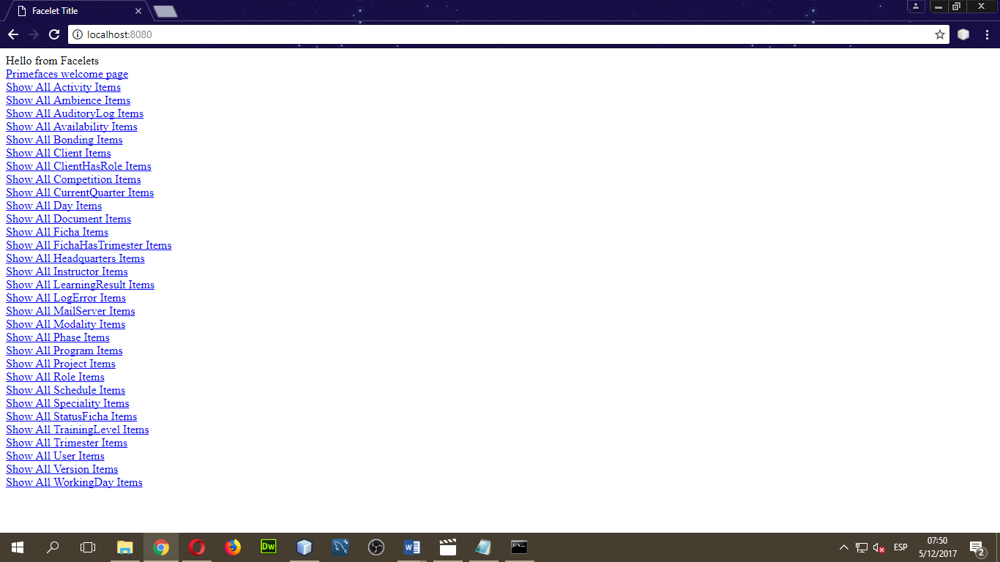 Facelet Title
localhost:8080
Hello from Facelets
Primefaces welcome page
Show All Activity Items
Show All Ambience Items
Show All AuditoryLog Items
Show All Availability Items
Show All Bonding Items
Show All Client Items
Show All ClientHasRole Items
Show All Competition Items
Show All CurrentQuarter Items
Show All Day Items
Show All Document Items
Show All Ficha Items
Show All FichaHasTrimester Items
Show All Headquarters Items
Show All Instructor Items
Show All LearningResult Items
Show All LogError Items
Show All MailServer Items
Show All Modality Items
Show All Phase Items
Show All Program Items
Show All Project Items
Show All Role Items
Show All Schedule Items
Show All Speciality Items
Show All StatusFicha Items
Show All TrainingLevel Items
Show All Trimester Items
Show All User Items
Show All Version Items
Show All WorkingDay Items
Dw
W
ESP
07:50
5/12/2017
2